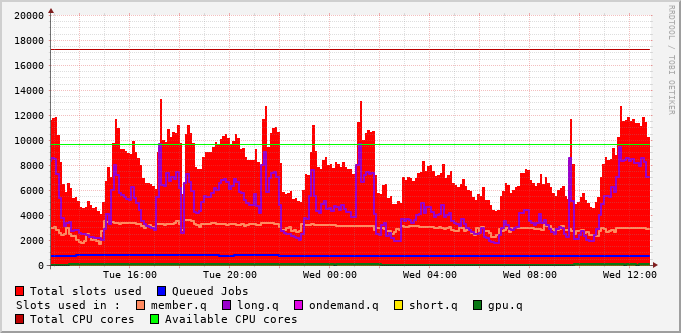 RRDTOOL / TOBI OETIKER
20000
18000
16000
14000
12000
10000
8000
6000
4000
2000
0
Tue 16:00 Tue 20:00 Wed 00:00 Wed 04:00 Wed 08:00 Wed 12:00
Total slots used Queued Jobs
Slots used in : member.q long.q ondemand.q short.q gpu.q
Total CPU cores Available CPU cores